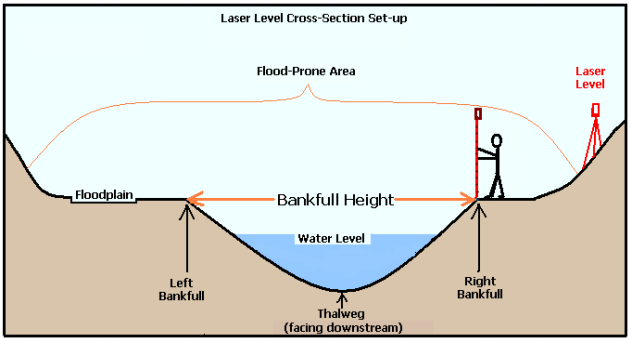 Laser Level Cross-Section Set-up
Flood-Prone Area
Laser
Level
Floodplain
Bankfull Height
Water Level
Left
Bankfull
Right
Bankfull
Thalweg
(facing downstream)